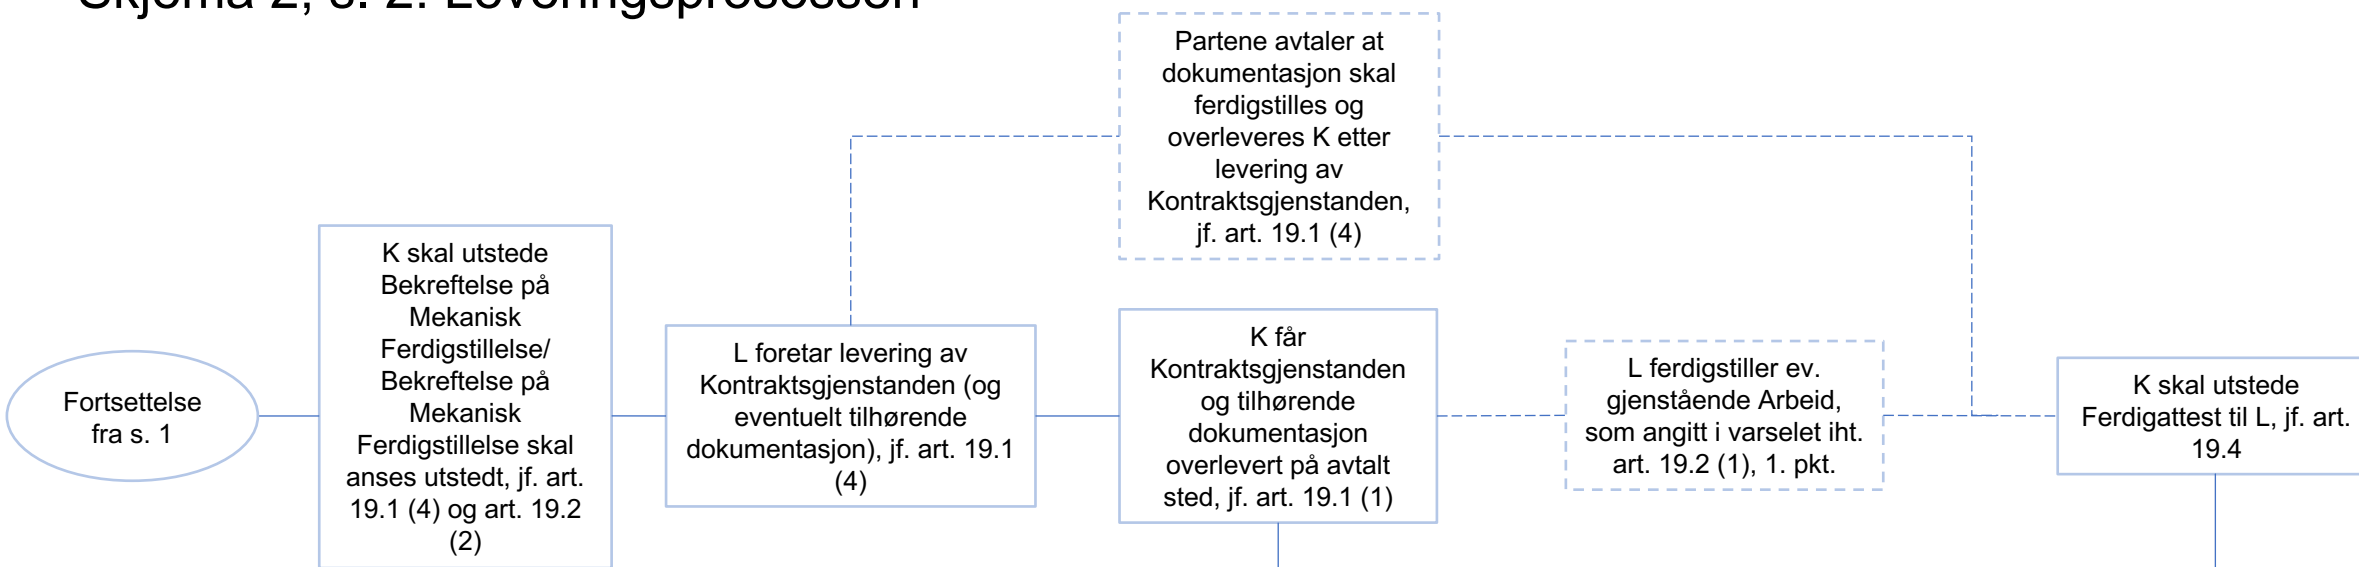 Skjema 2, s. 2: Leveringsprosessen
Partene avtaler at
dokumentasjon skal
ferdigstilles og
overleveres K etter
levering av
Kontraktsgjenstanden,
jf. art. 19.1 (4)
Fortsettelse
fra s. 1
K skal utstede
Bekreftelse på
Mekanisk
Ferdigstillelse/
Bekreftelse på
Mekanisk
Ferdigstillelse skal
anses utstedt, jf. art.
19.1 (4) og art. 19.2
(2)
L foretar levering av
Kontraktsgjenstanden (og
eventuelt tilhørende
dokumentasjon), jf. art. 19.1
(4)
K får
Kontraktsgjenstanden
og tilhørende
dokumentasjon
overlevert på avtalt
sted, jf. art. 19.1 (1)
L ferdigstiller ev.
gjenstående Arbeid,
som angitt i varselet iht.
art. 19.2 (1), 1. pkt.
K skal utstede
Ferdigattest til L, jf. art.
19.4